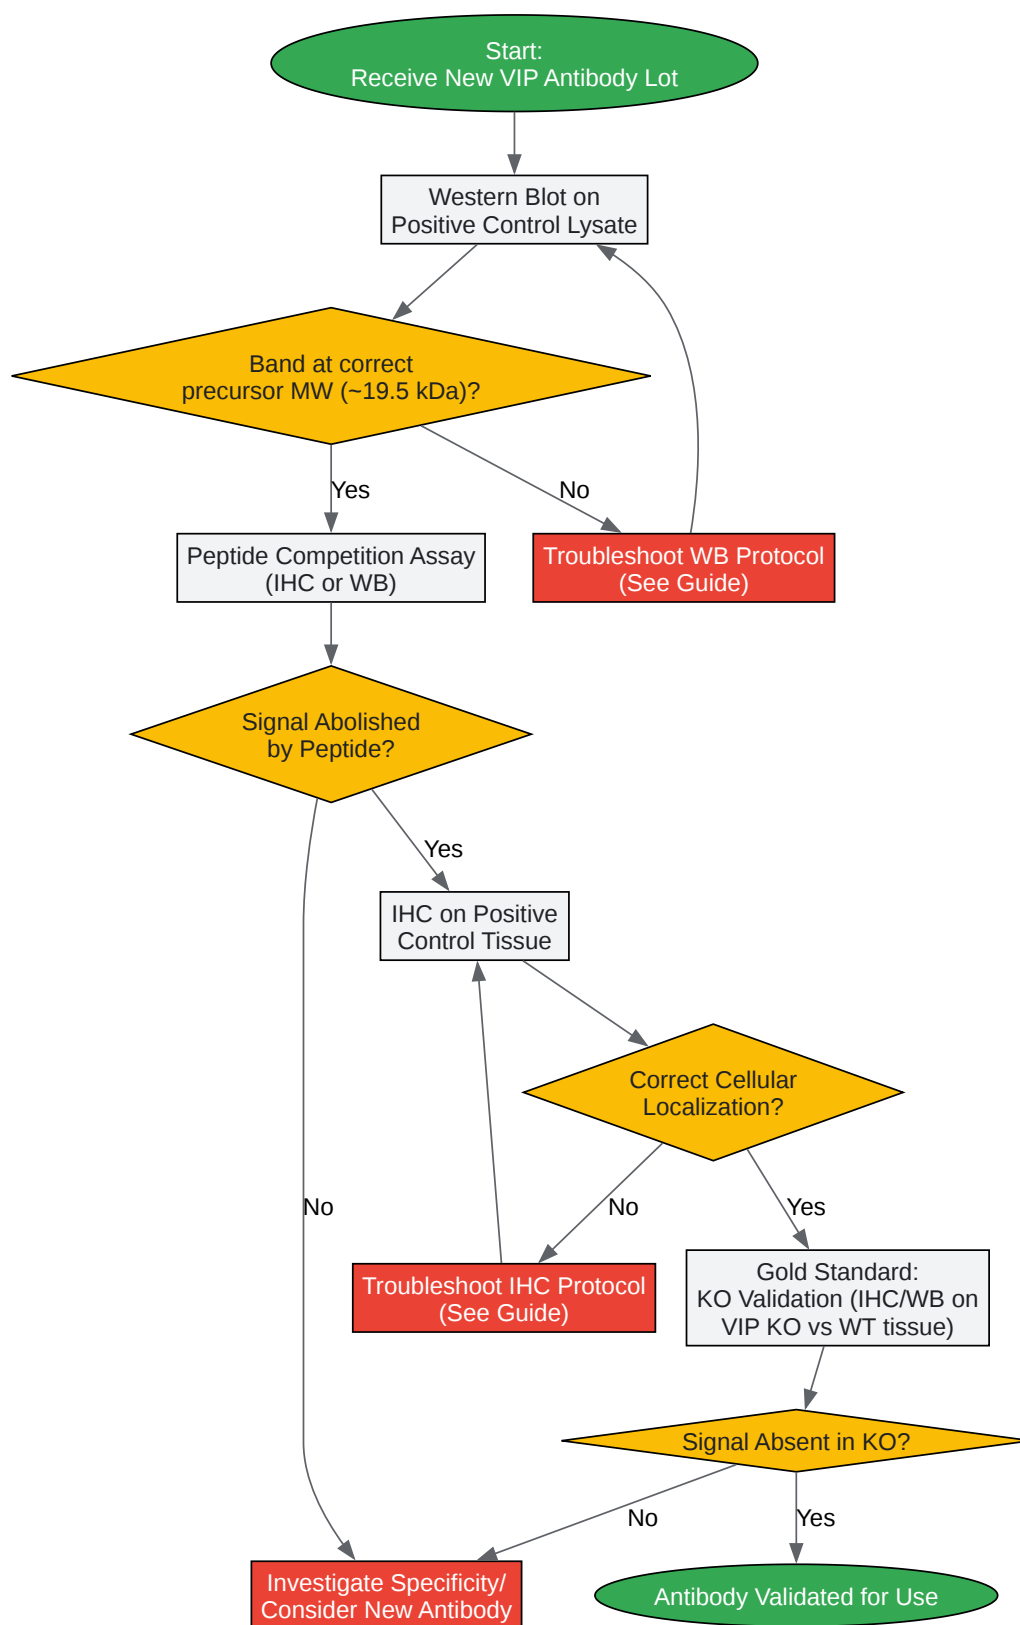 Start:
Receive New VIP Antibody Lot
Western Blot on
Positive Control Lysate
Band at correct
precursor MW (~19.5 kDa)?
Yes
No
Peptide Competition Assay
(IHC or WB)
Troubleshoot WB Protocol
(See Guide)
Signal Abolished
by Peptide?
Yes
IHC on Positive
Control Tissue
Correct Cellular
Localization?
No
No
Yes
Troubleshoot IHC Protocol
(See Guide)
Gold Standard:
KO Validation (IHC/WB on
VIP KO vs WT tissue)
Signal Absent in KO?
No
Yes
Investigate Specificity/
Consider New Antibody
Antibody Validated for Use